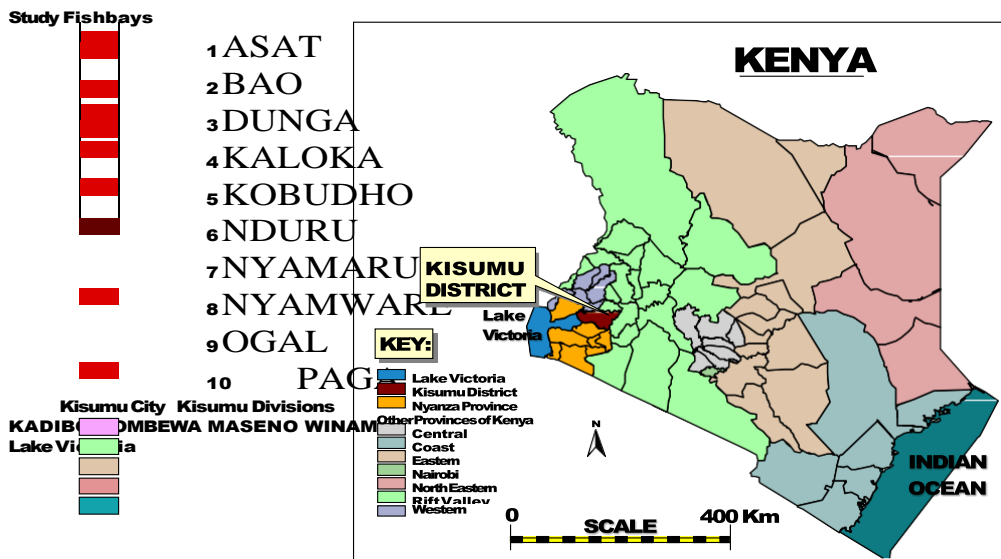 Study Fishbays
1 ASAT
2 BAO
3 DUNGA
4 KALOKA
5 KOBUDHO
6 NDURU
7 NYAMARU
8 NYAMWARE
9 OGAL
10 PAGA
Kisumu City Kisumu Divisions
MASENO WINAM
Lake
KENYA
KISUMU
DISTRICT
Lake
Victoria
KEY:
Lake Victoria
Kisumu District
Nyanza Province
Other Provinces of Kenya
Central
Coast
Eastern
Nairobi
North Eastern
Rift Valley
Western
N
INDIAN
OCEAN
0 SCALE 400 Km